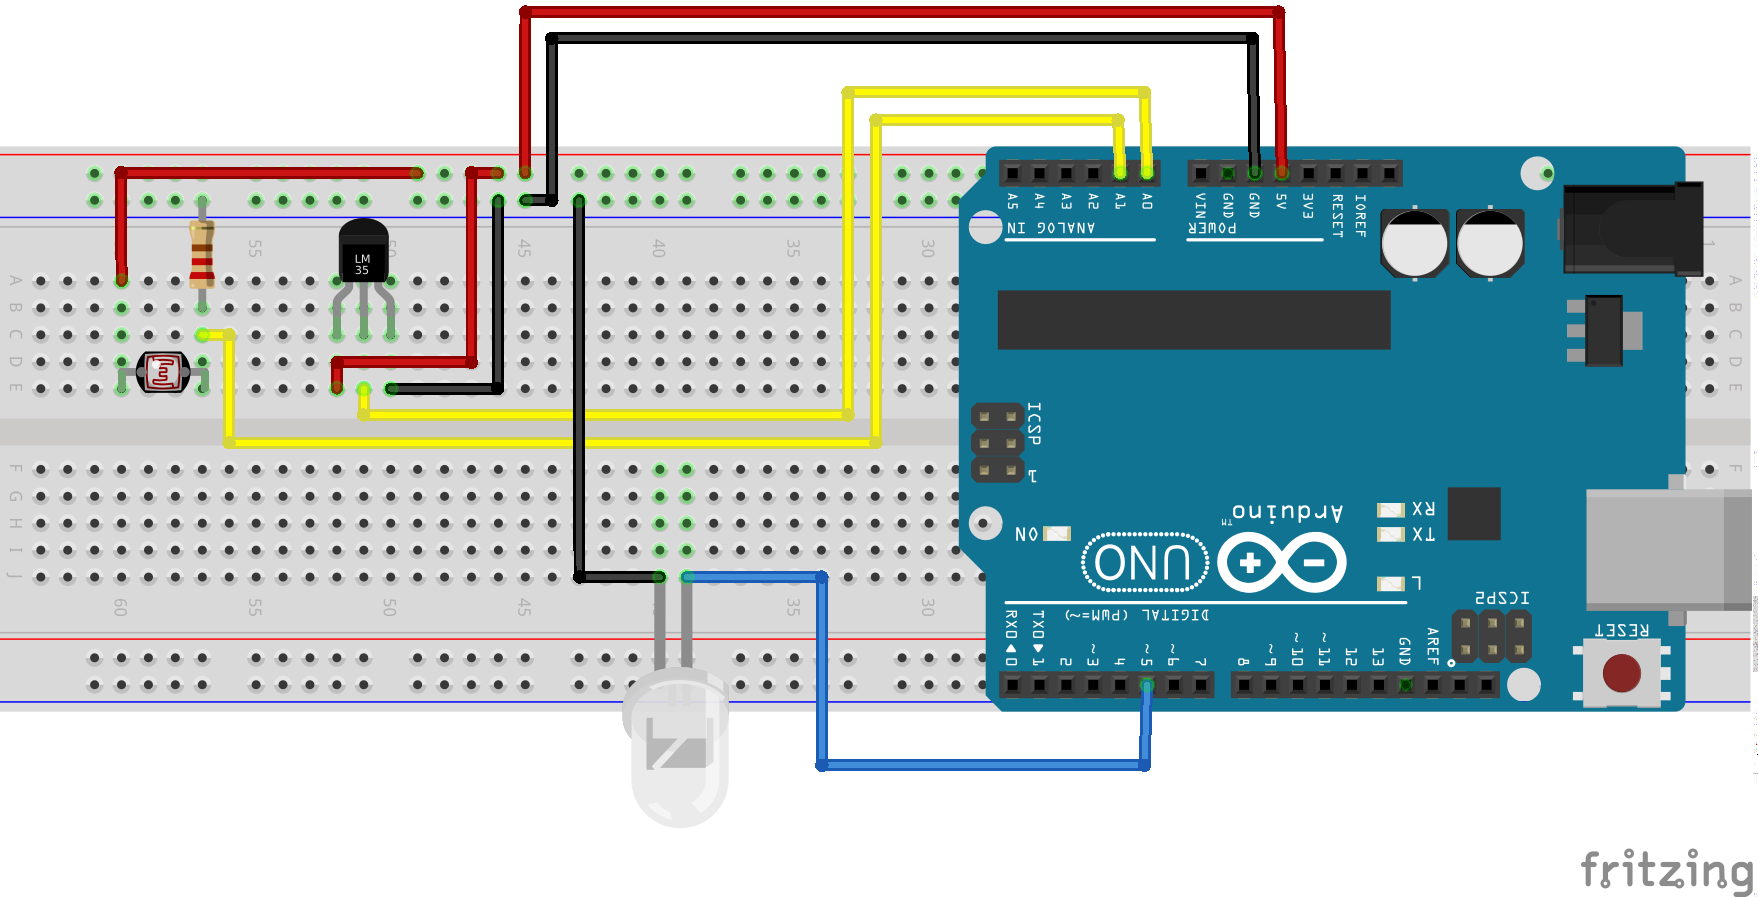 55
50
45
40
35
30
1
A
B
C
D
E
A
B
C
D
E
LM
35
A5
A4
A3
A2
A1
A0
ANALOG IN
VIN
GND
GND
5V
3V3
RESET
IOREF
POWER
ICSP
1
F
G
H
I
J
F
ON
UNO
Arduino™
RX
TX
L
ICSP2
RESET
60
55
50
45
35
30
DIGITAL (PWM=~)
RX0◀0
TX0▶1
2
~3
4
~5
~6
7
8
~9
~10
~11
12
13
GND
AREF
fritzing